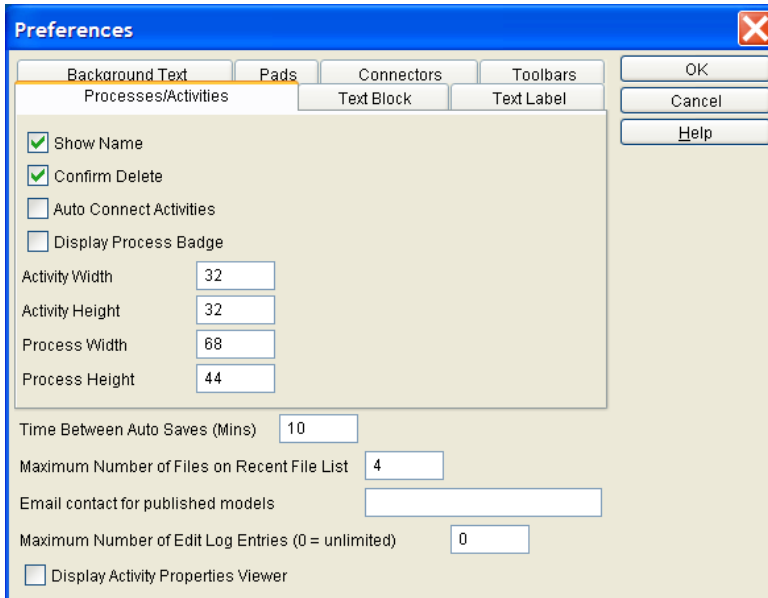 Preferences
Background Text Pads Connectors Toolbars OK
Processes/Activities Text Block Text Label Cancel
Help
Show Name
Confirm Delete
Auto Connect Activities
Display Process Badge
Activity Width 32
Activity Height 32
Process Width 68
Process Height 44
Time Between Auto Saves (Mins) 10
Maximum Number of Files on Recent File List 4
Email contact for published models
Maximum Number of Edit Log Entries (0 = unlimited) 0
Display Activity Properties Viewer